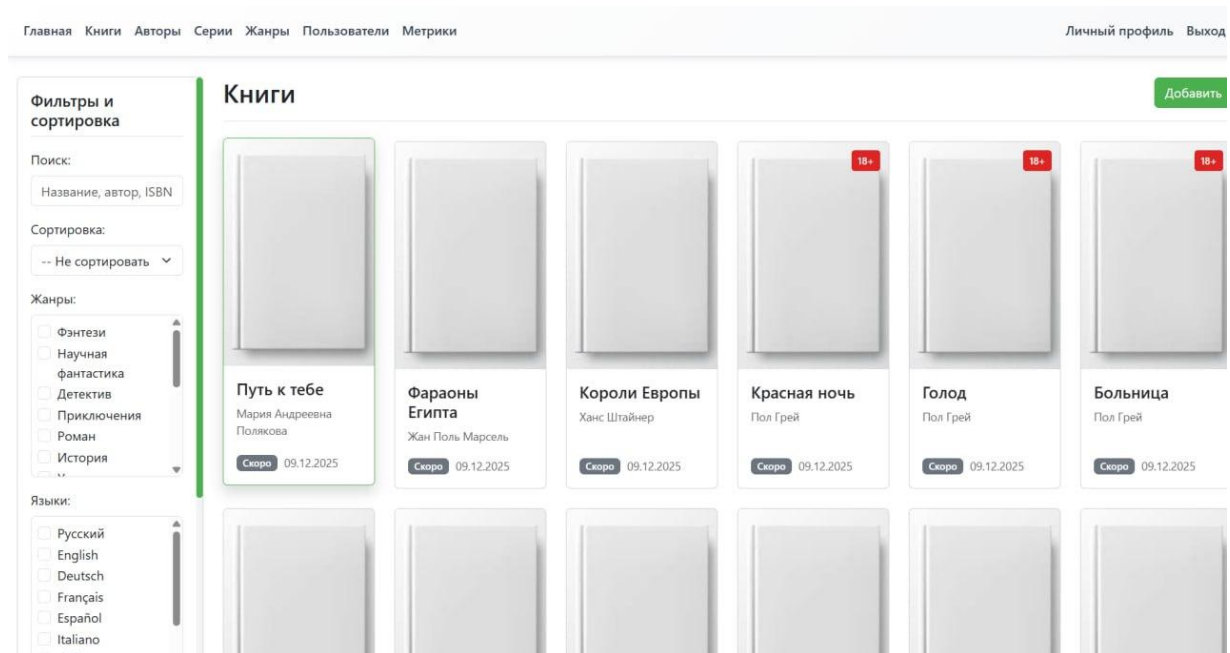 Главная Книги Авторы Серии Жанры Пользователи Метрики Личный профиль Выход
Фильтры и
сортировка
Поиск:
Название, автор, ISBN
Сортировка:
-- Не сортировать
Жанры:
Фэнтези
Научная
фантастика
Детектив
Приключения
Роман
История
Языки:
Русский
English
Deutsch
Français
Español
Italiano
Книги
Добавить
Путь к тебе
Мария Андреевна
Полякова
Скоро 09.12.2025
Фараоны
Египта
Жан Поль Марсель
Скоро 09.12.2025
Короли Европы
Ханс Штайнер
Скоро 09.12.2025
18+
Красная ночь
Пол Грей
Скоро 09.12.2025
18+
Голод
Пол Грей
Скоро 09.12.2025
18+
Больница
Пол Грей
Скоро 09.12.2025